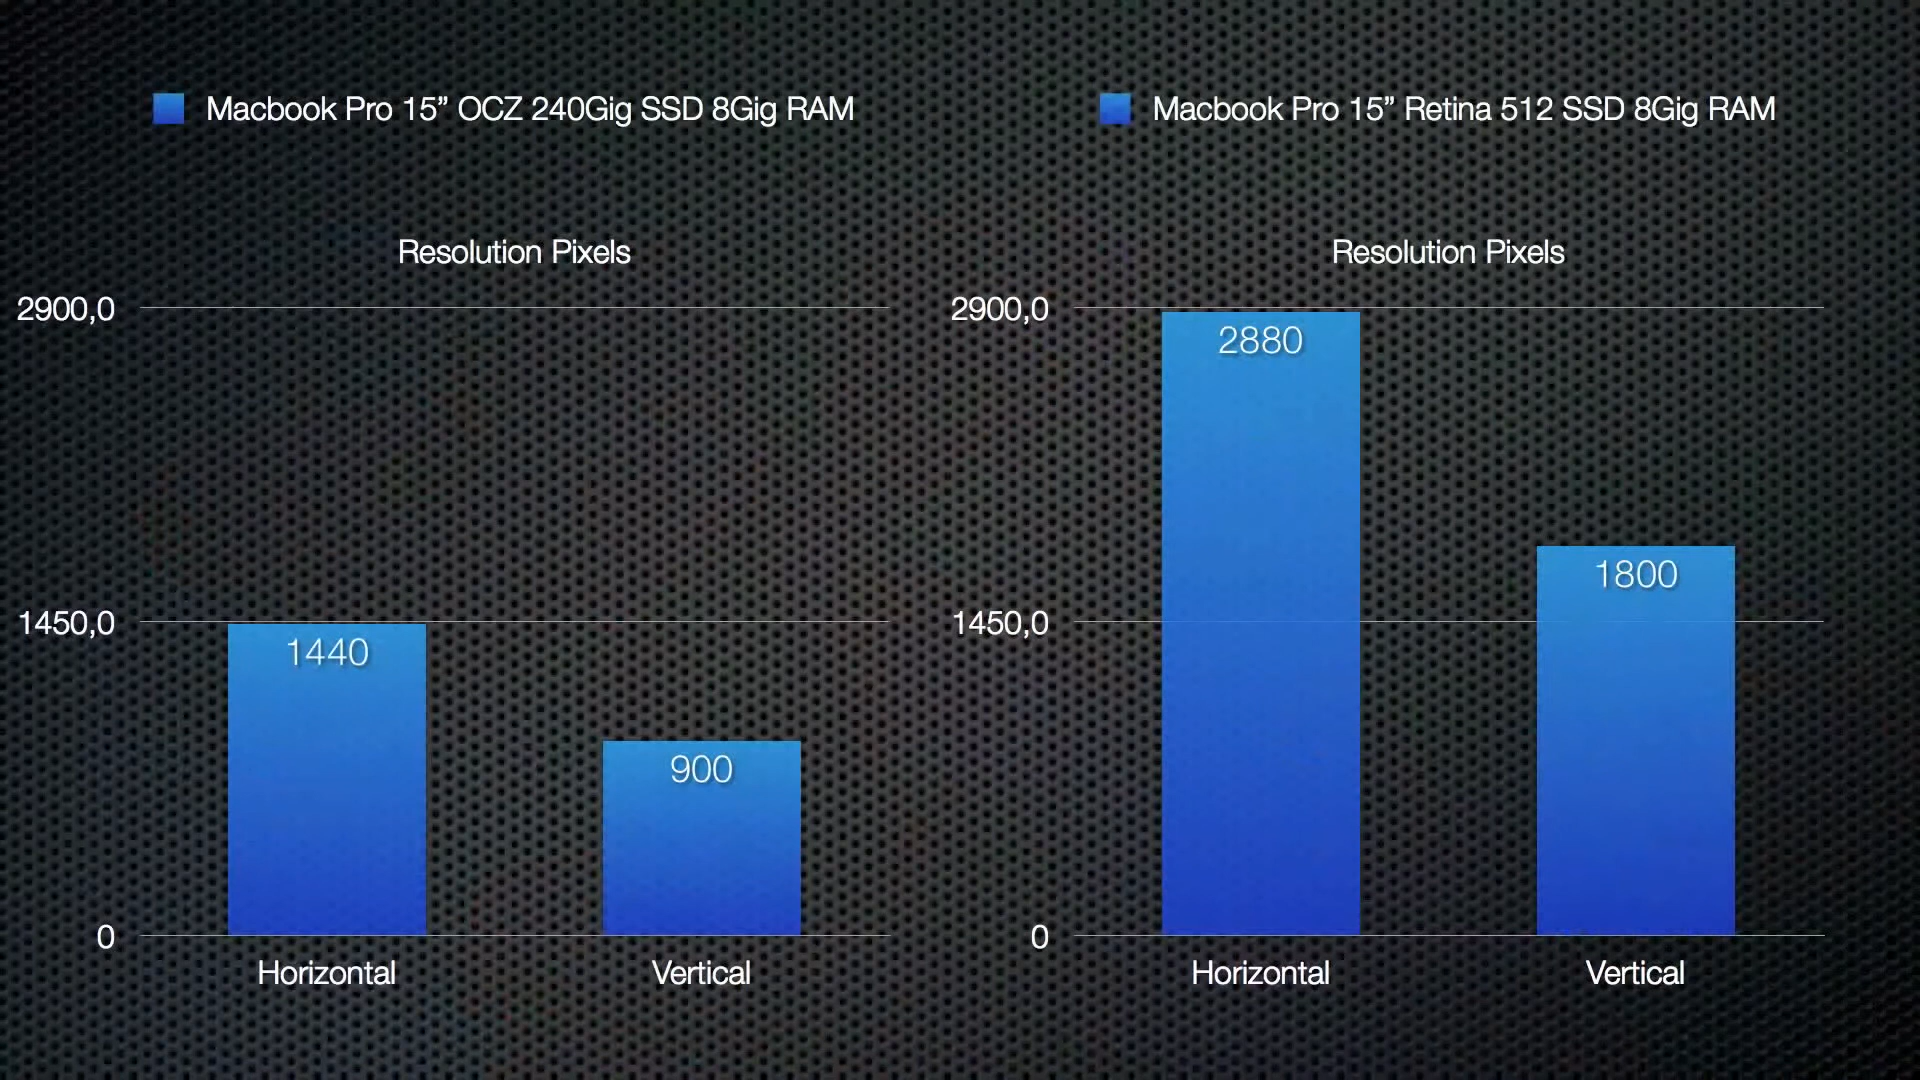 Macbook Pro 15” OCZ 240Gig SSD 8Gig RAM
Macbook Pro 15” Retina 512 SSD 8Gig RAM
Resolution Pixels
2900,0
1450,0
0
1440
900
Horizontal
Vertical
Resolution Pixels
2900,0
1450,0
0
2880
1800
Horizontal
Vertical